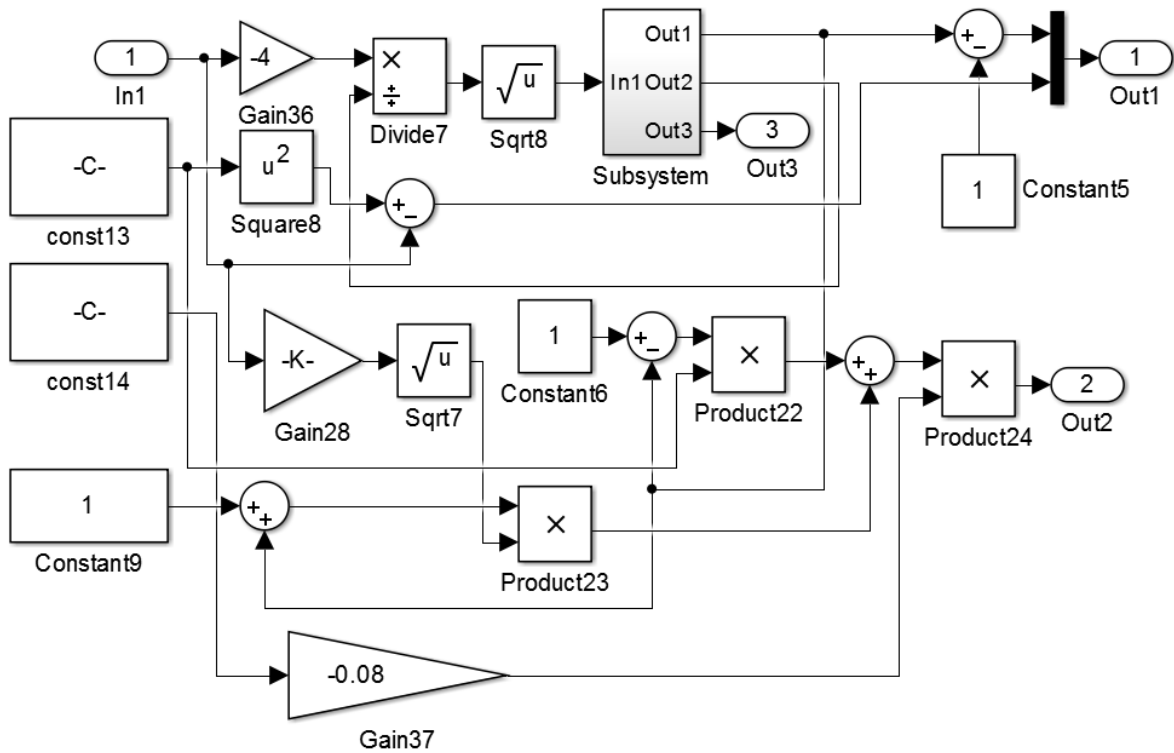 1
In1
-4
Gain36
×
÷
Divide7
√u
Sqrt8
In1
Out1
Out2
Out3
Subsystem
3
Out3
+
-
1
Out1
-C-
const13
u²
Square8
+
-
1
Constant5
-C-
const14
-K-
Gain28
√u
Sqrt7
1
Constant6
+
-
×
Product22
+
+
×
Product24
2
Out2
1
Constant9
+
+
×
Product23
-0.08
Gain37